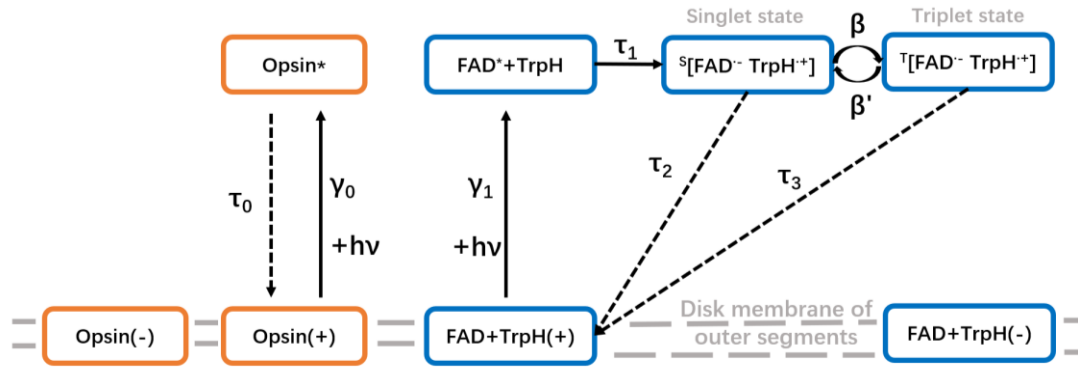 Singlet state
Triplet state
Opsin*
FAD*+TrpH
τ₁
ˢ[FAD·- TrpH·+]
β
β'
ᵀ[FAD·- TrpH·+]
τ₀
γ₀
+hν
γ₁
+hν
τ₂
τ₃
Opsin(-)
Opsin(+)
FAD+TrpH(+)
Disk membrane of
outer segments
FAD+TrpH(-)